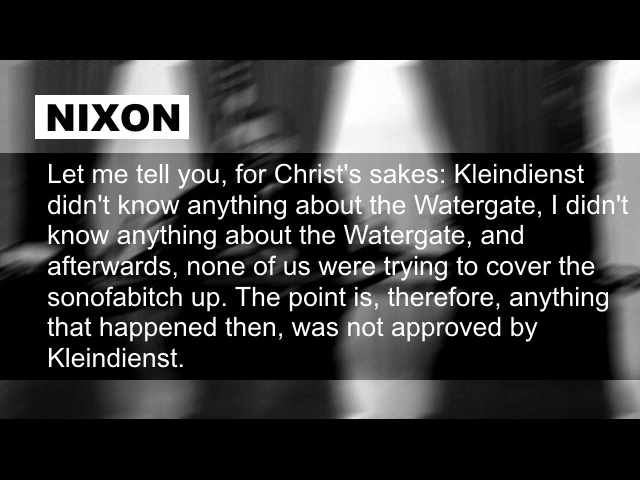 NIXON
Let me tell you, for Christ's sakes: Kleindienst
didn't know anything about the Watergate, I didn't
know anything about the Watergate, and
afterwards, none of us were trying to cover the
sonofabitch up. The point is, therefore, anything
that happened then, was not approved by
Kleindienst.